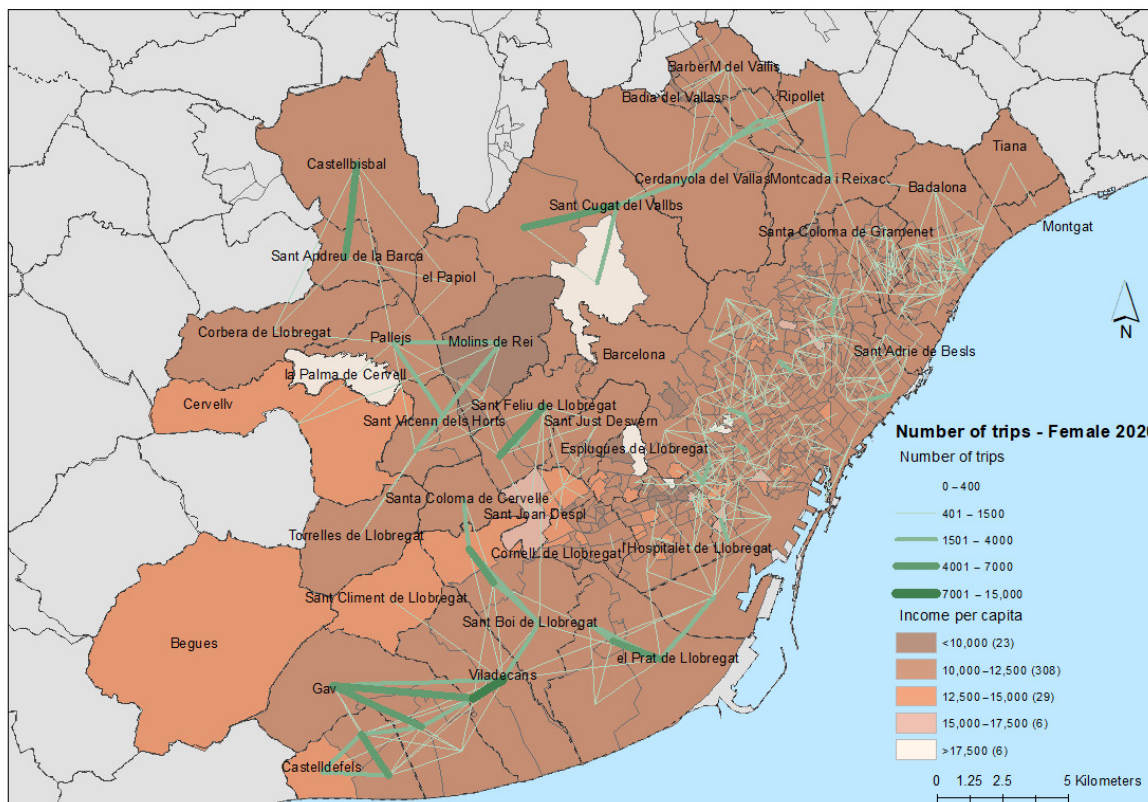 BarberM del Vallis
Badia del Vallas
Ripollet
Tiana
Castellbisbal
Cerdanyola del Vallas
Montcada i Reixac
Badalona
Sant Cugat del Vallbs
Montgat
Santa Coloma de Gramenet
Sant Andreu de la Barca
el Papiol
N
Corbera de Llobregat
Pallejs
Molins de Rei
Barcelona
Sant Adrie de Besls
la Palma de Cervell
Cervellv
Sant Feliu de Llobregat
Sant Vicenn dels Horts
Sant Just Desvern
Esplugues de Llobregat
Number of trips - Female 2020
Number of trips
0 – 400
401 – 1500
1501 – 4000
4001 – 7000
7001 – 15,000
Santa Coloma de Cervelle
Sant Joan Despl
Torrelles de Llobregat
CornellL de Llobregat
l'Hospitalet de Llobregat
Sant Climent de Llobregat
Sant Boi de Llobregat
Begues
el Prat de Llobregat
Viladecans
Gav
Castelldefels
Income per capita
<10,000 (23)
10,000 – 12,500 (308)
12,500 – 15,000 (29)
15,000 – 17,500 (6)
>17,500 (6)
0 1.25 2.5 5 Kilometers